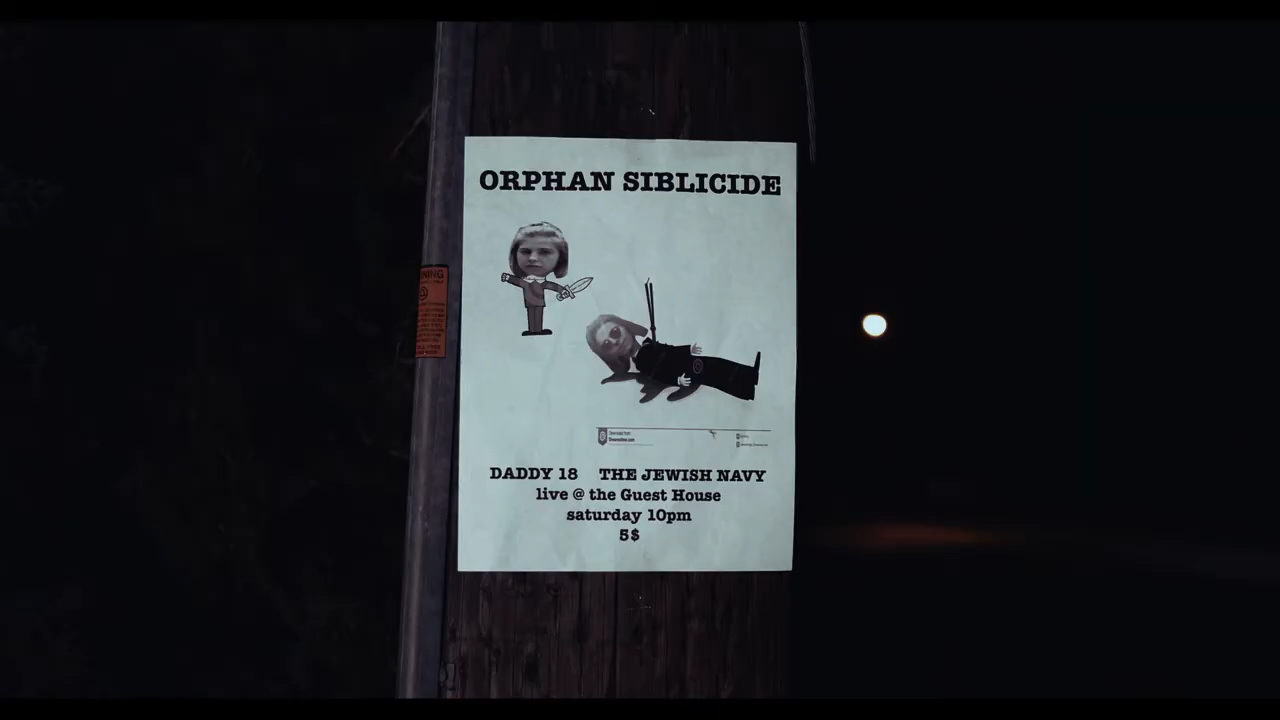 ORPHAN SIBLICIDE
DADDY 18 THE JEWISH NAVY
live @ the Guest House
saturday 10pm
5$